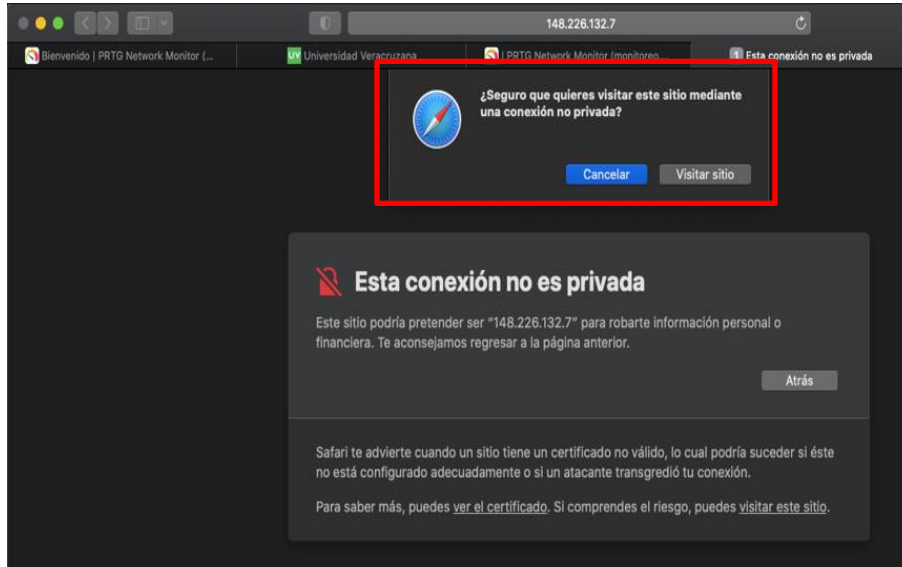 148.226.132.7
Bienvenido | PRTG Network Monitor (...
UV Universidad Veracruzana
| PRTG Network Monitor (monitoreo....
1 Esta conexión no es privada
¿Seguro que quieres visitar este sitio mediante
una conexión no privada?
Cancelar
Visitar sitio
Esta conexión no es privada
Este sitio podría pretender ser “148.226.132.7” para robarte información personal o
financiera. Te aconsejamos regresar a la página anterior.
Atrás
Safari te advierte cuando un sitio tiene un certificado no válido, lo cual podría suceder si éste
no está configurado adecuadamente o si un atacante transgredió tu conexión.
Para saber más, puedes ver el certificado. Si comprendes el riesgo, puedes visitar este sitio.